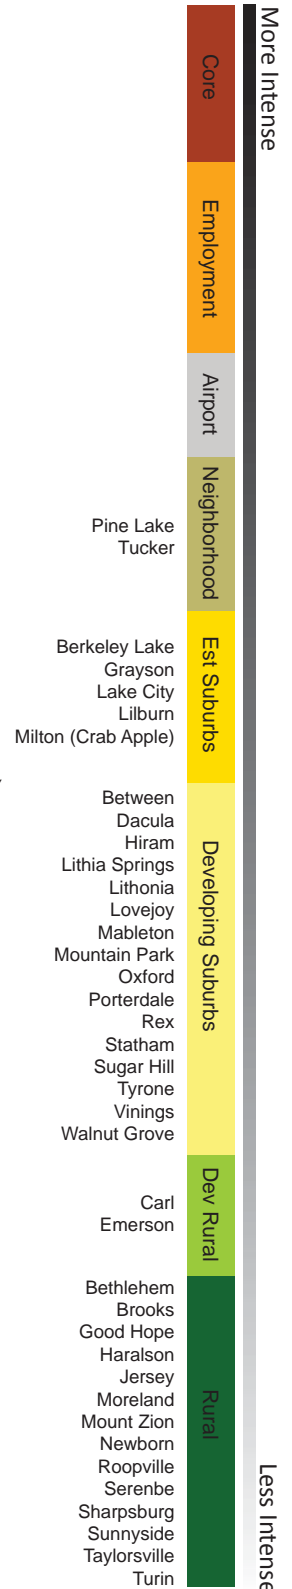 More Intense
Core
Employment
Airport
Neighborhood
Pine Lake
Tucker
Est Suburbs
Berkeley Lake
Grayson
Lake City
Lilburn
Milton (Crab Apple)
Developing Suburbs
Between
Dacula
Hiram
Lithia Springs
Lithonia
Lovejoy
Mableton
Mountain Park
Oxford
Porterdale
Rex
Statham
Sugar Hill
Tyrone
Vinings
Walnut Grove
Dev Rural
Carl
Emerson
Rural
Bethlehem
Brooks
Good Hope
Haralson
Jersey
Moreland
Mount Zion
Newborn
Roopville
Serenbe
Sharpsburg
Sunnyside
Taylorsville
Turin
Less Intense